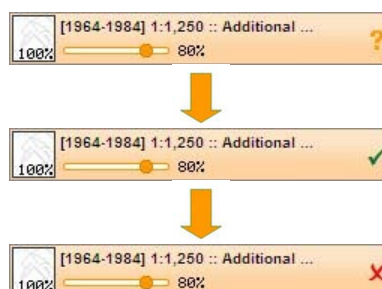 [1964-1984] 1:1,250 :: Additional ...
100% 80% ?
[1964-1984] 1:1,250 :: Additional ...
100% 80% ✓
[1964-1984] 1:1,250 :: Additional ...
100% 80% ✗